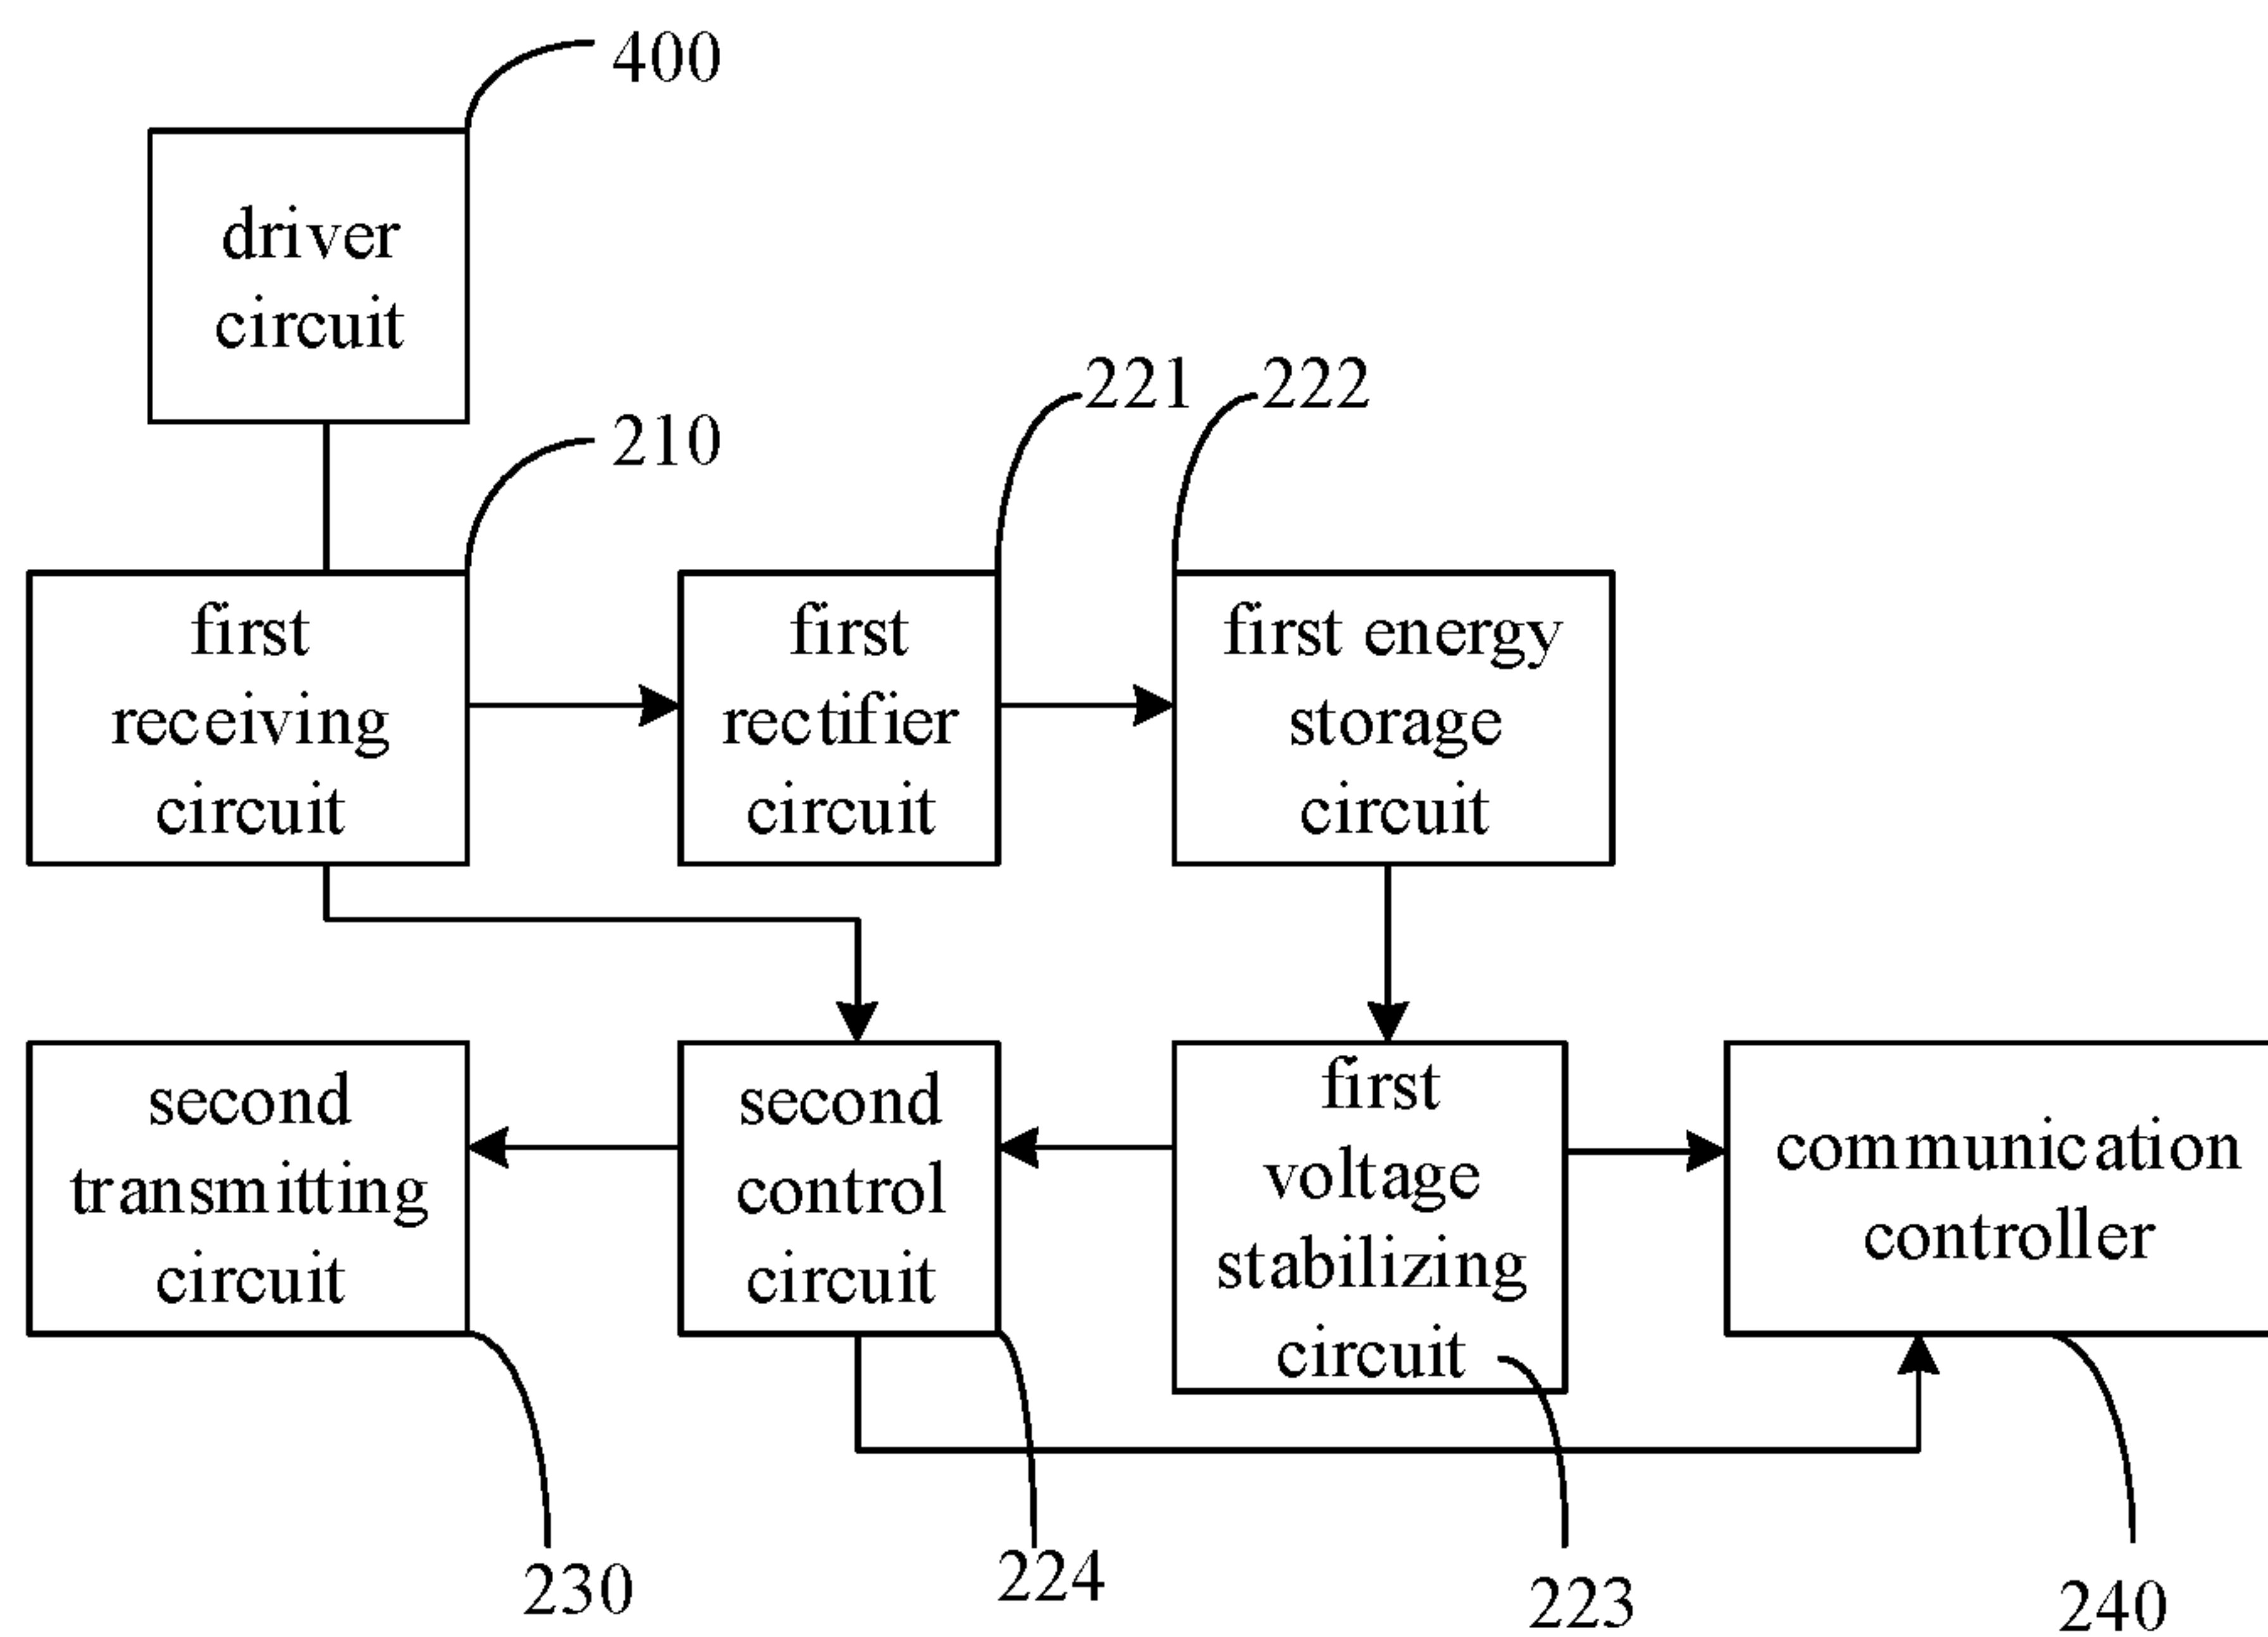 400
driver
circuit
210
221
222
first
receiving
circuit
first
rectifier
circuit
first energy
storage
circuit
second
transmitting
circuit
second
control
circuit
first
voltage
stabilizing
circuit
communication
controller
230
224
223
240